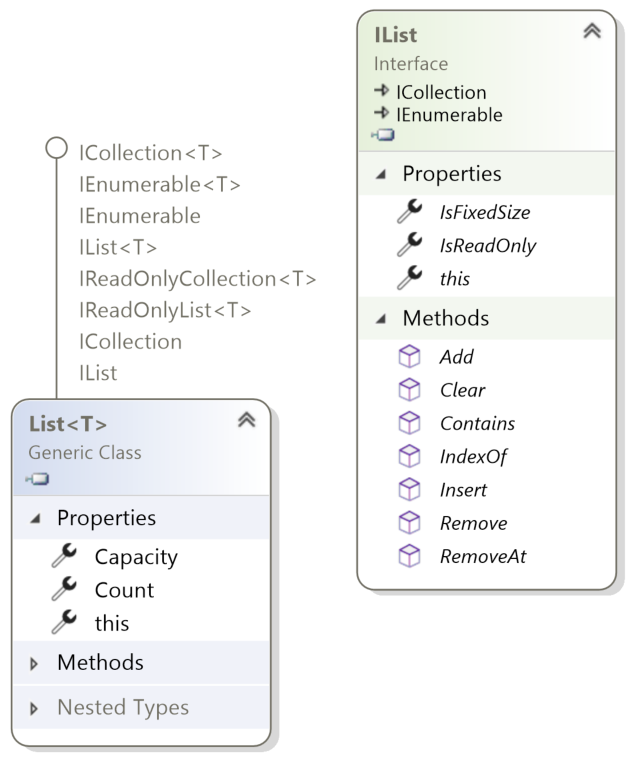 ICollection<T>
IEnumerable<T>
IEnumerable
IList<T>
IReadOnlyCollection<T>
IReadOnlyList<T>
ICollection
IList
List<T>
Generic Class
Properties
Capacity
Count
this
Methods
Nested Types
IList
Interface
ICollection
IEnumerable
Properties
IsFixedSize
IsReadOnly
this
Methods
Add
Clear
Contains
IndexOf
Insert
Remove
RemoveAt